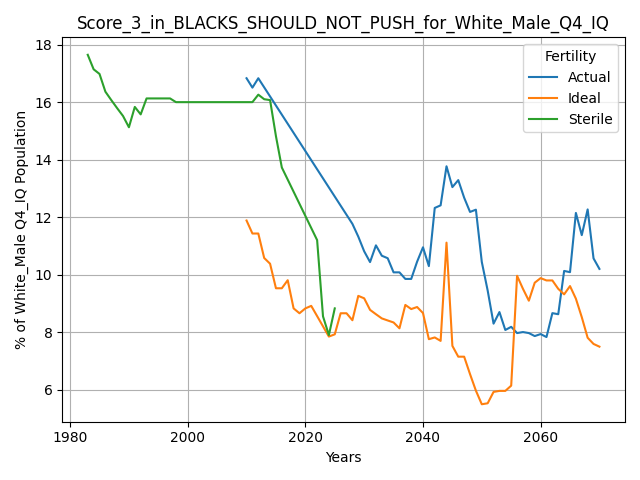 Score_3_in_BLACKS_SHOULD_NOT_PUSH_for_White_Male_Q4_IQ
Fertility
Actual
Ideal
Sterile
% of White_Male Q4_IQ Population
18
16
14
12
10
8
6
1980 2000 2020 2040 2060
Years